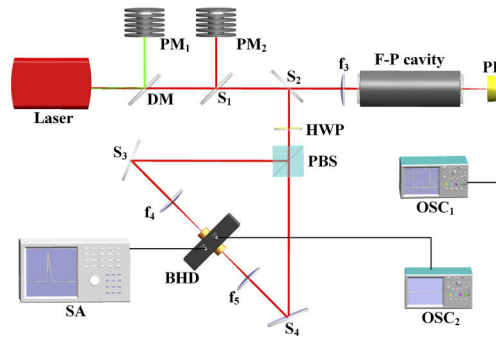 PM₁
PM₂
S₂
f₃
F-P cavity
Laser
DM
S₁
HWP
PBS
S₃
f₄
OSC₁
BHD
f₅
SA
S₄
OSC₂